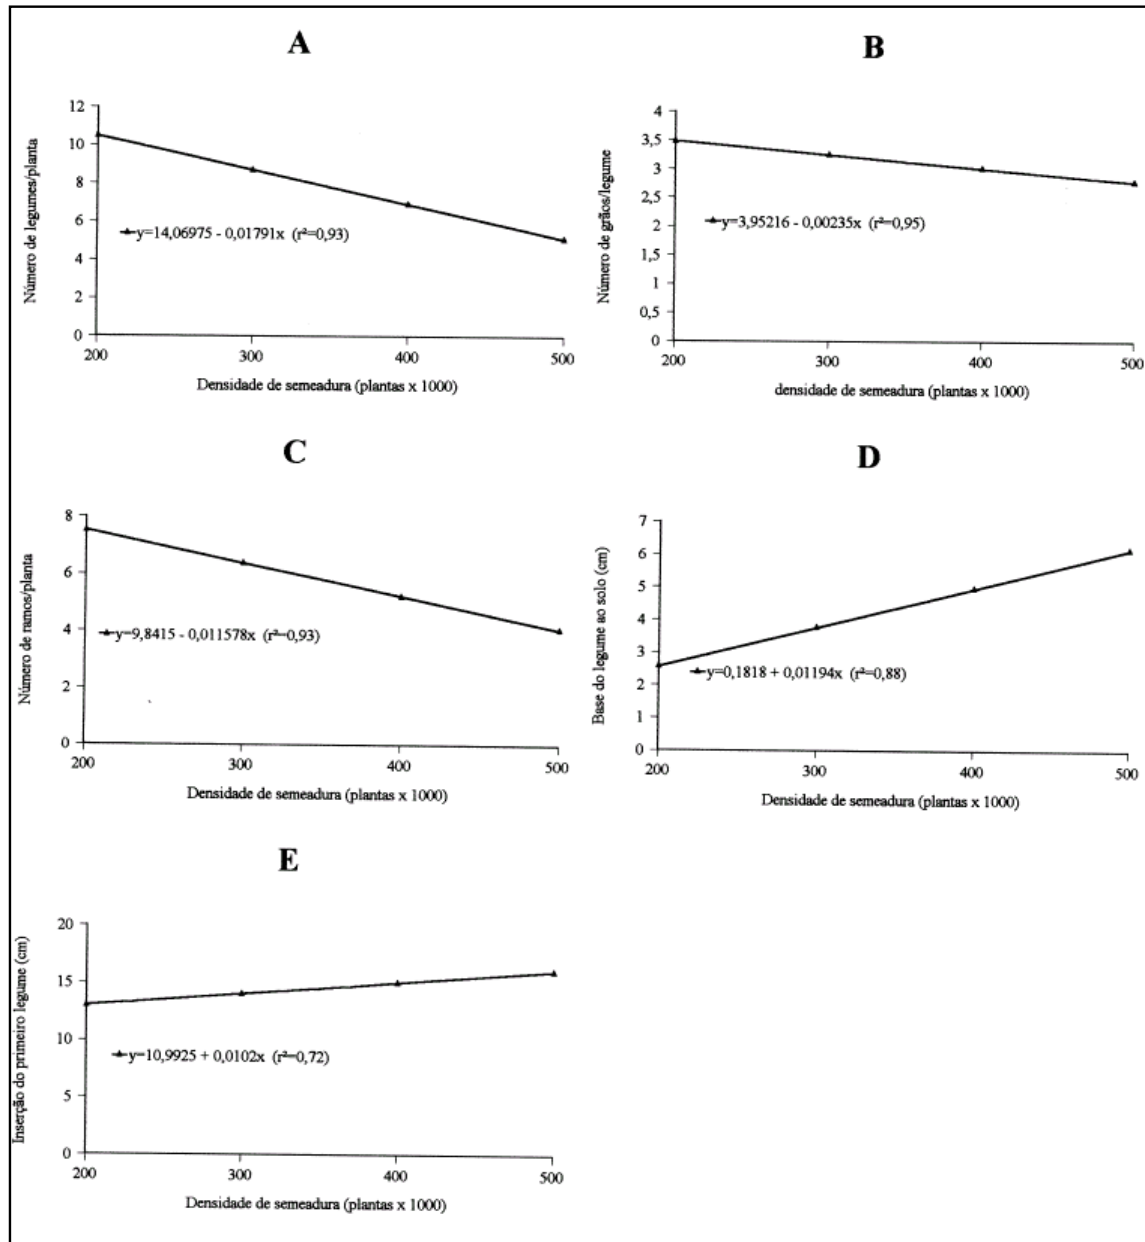 A
Número de legumes/planta
12
10
8
6
4
2
0
y=14,06975 - 0,01791x (r²=0,93)
200
300
400
500
Densidade de semeadura (plantas x 1000)
B
Número de grãos/legume
4
3,5
3
2,5
2
1,5
1
0,5
0
y=3,95216 - 0,00235x (r²=0,95)
200
300
400
500
densidade de semeadura (plantas x 1000)
C
Número de ramos/planta
8
6
4
2
0
y=9,8415 - 0,011578x (r²=0,93)
200
300
400
500
Densidade de semeadura (plantas x 1000)
D
Base do legume ao solo (cm)
7
6
5
4
3
2
1
0
y=0,1818 + 0,01194x (r²=0,88)
200
300
400
500
Densidade de semeadura (plantas x 1000)
E
Inserção do primeiro legume (cm)
20
15
10
5
0
y=10,9925 + 0,0102x (r²=0,72)
200
300
400
500
Densidade de semeadura (plantas x 1000)